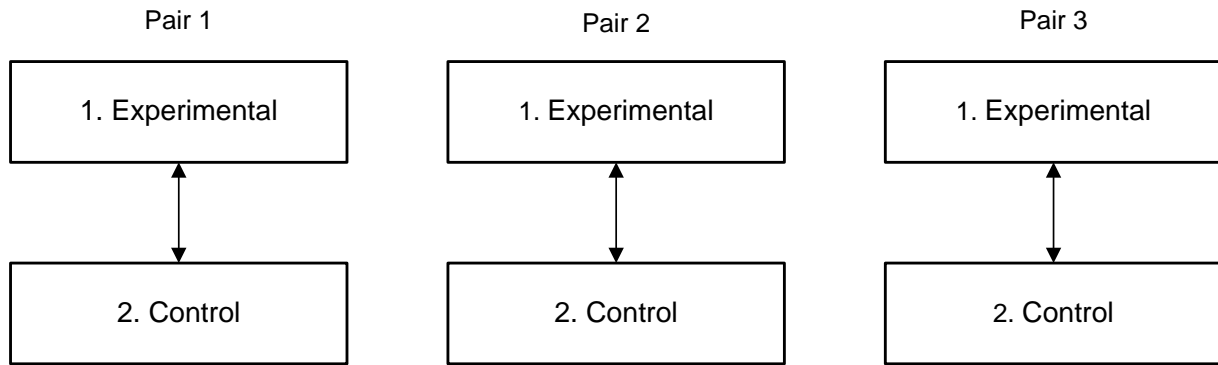 Pair 1
Pair 2
Pair 3
1. Experimental
1. Experimental
1. Experimental
2. Control
2. Control
2. Control